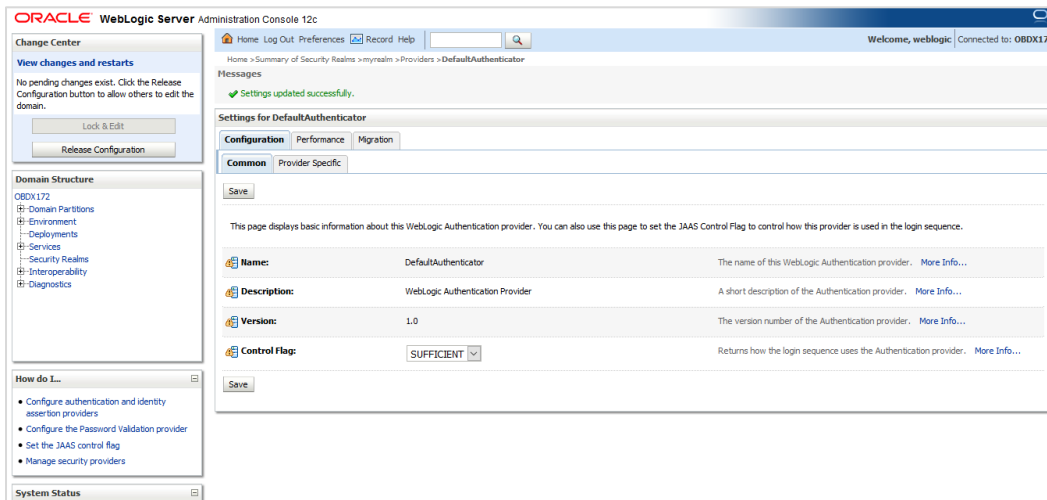 ORACLE WebLogic Server Administration Console 12c
Change Center
View changes and restarts
No pending changes exist. Click the Release
Configuration button to allow others to edit the
domain.
Lock & Edit
Release Configuration
Domain Structure
OBDX172
Domain Partitions
Environment
Deployments
Services
Security Realms
Interoperability
Diagnostics
How do I...
Configure authentication and identity
assertion providers
Configure the Password Validation provider
Set the JAAS control flag
Manage security providers
System Status
Home Log Out Preferences Record Help
Welcome, weblogic Connected to: OBDX17
Home >Summary of Security Realms >myrealm >Providers >DefaultAuthenticator
Messages
Settings updated successfully.
Settings for DefaultAuthenticator
Configuration Performance Migration
Common Provider Specific
Save
This page displays basic information about this WebLogic Authentication provider. You can also use this page to set the JAAS Control Flag to control how this provider is used in the login sequence.
Name: DefaultAuthenticator The name of this WebLogic Authentication provider. More Info...
Description: WebLogic Authentication Provider A short description of the Authentication provider. More Info...
Version: 1.0 The version number of the Authentication provider. More Info...
Control Flag: SUFFICIENT Returns how the login sequence uses the Authentication provider. More Info...
Save